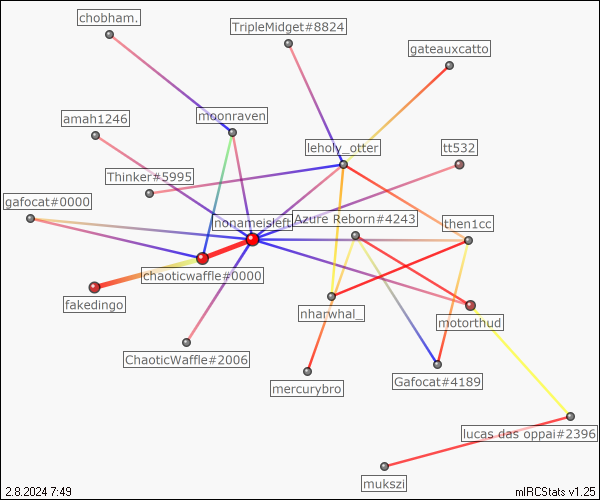 chobham.
TripleMidget#8824
gateauxcatto
amah1246
moonraven
leholy_otter
tt532
Thinker#5995
gafocat#0000
nonameisleft
Azure Reborn#4243
then1cc
chaoticwaffle#0000
fakedingo
nharwhal_
motorthud
ChaoticWaffle#2006
mercurybro
Gafocat#4189
lucas das oppai#2396
mukszi
2.8.2024 7:49
mIRCStats v1.25